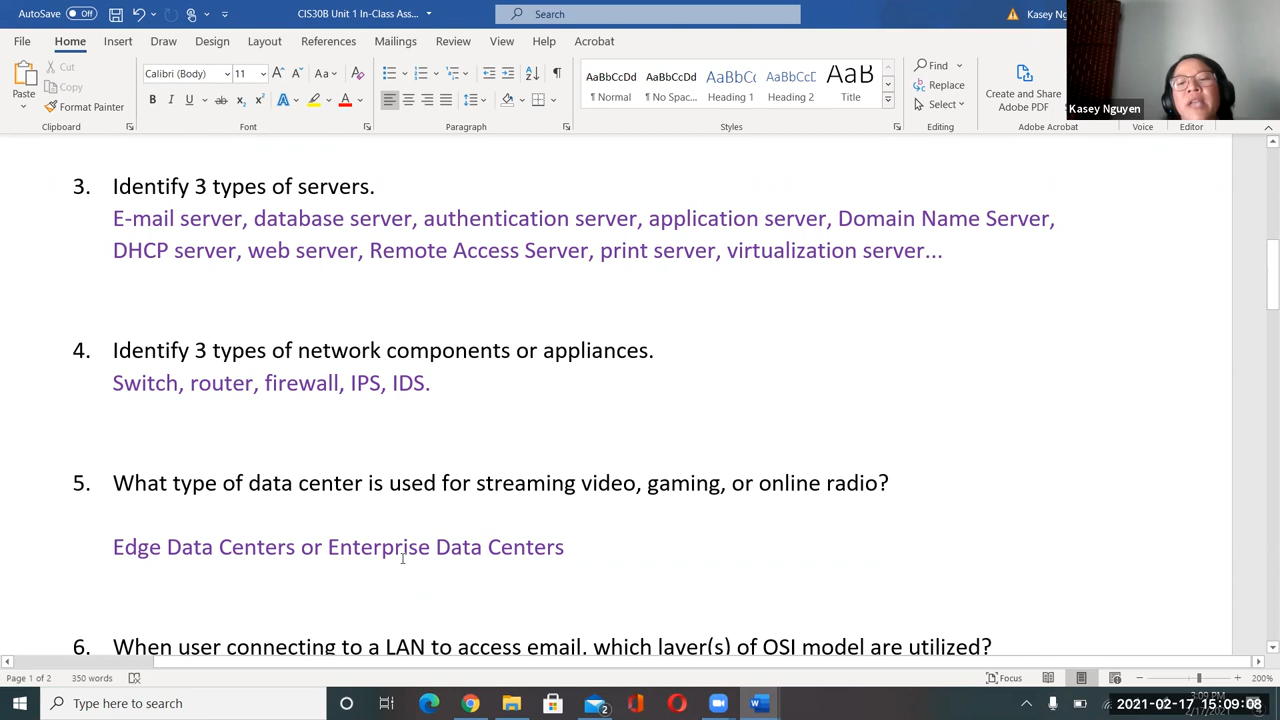 AutoSave Off CIS30B Unit 1 In-Class Ass... Search Kasey Ng
File Home Insert Draw Design Layout References Mailings Review View Help Acrobat
Paste Cut Copy Format Painter
Calibri (Body) 11
AaBbCcDd AaBbCcDd AaBbCc AaBbCcD AaB
¶ Normal ¶ No Spac... Heading 1 Heading 2 Title
Find Replace Select
Create and Share Adobe PDF
Clipboard Font Paragraph Styles Editing Adobe Acrobat Voice Editor
Kasey Nguyen
3. Identify 3 types of servers.
E-mail server, database server, authentication server, application server, Domain Name Server,
DHCP server, web server, Remote Access Server, print server, virtualization server...
4. Identify 3 types of network components or appliances.
Switch, router, firewall, IPS, IDS.
5. What type of data center is used for streaming video, gaming, or online radio?
Edge Data Centers or Enterprise Data Centers
6. When user connecting to a LAN to access email, which layer(s) of OSI model are utilized?
Page 1 of 2 350 words Focus 200%
Type here to search 2 3:09 PM
2021-02-17 15:09:08